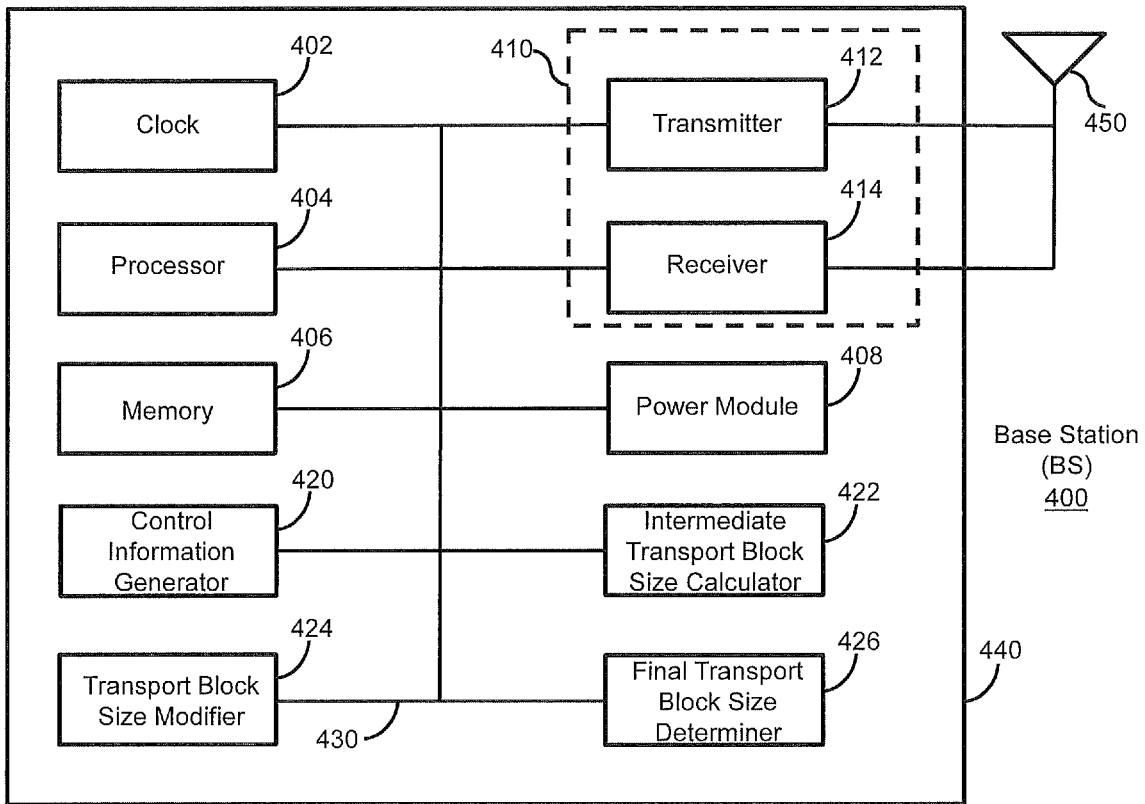 402
410
412
Clock
Transmitter
450
404
414
Processor
Receiver
406
408
Memory
Power Module
Base Station
(BS)
400
420
422
Control
Information
Generator
Intermediate
Transport Block
Size Calculator
424
426
440
Transport Block
Size Modifier
Final Transport
Block Size
Determiner
430